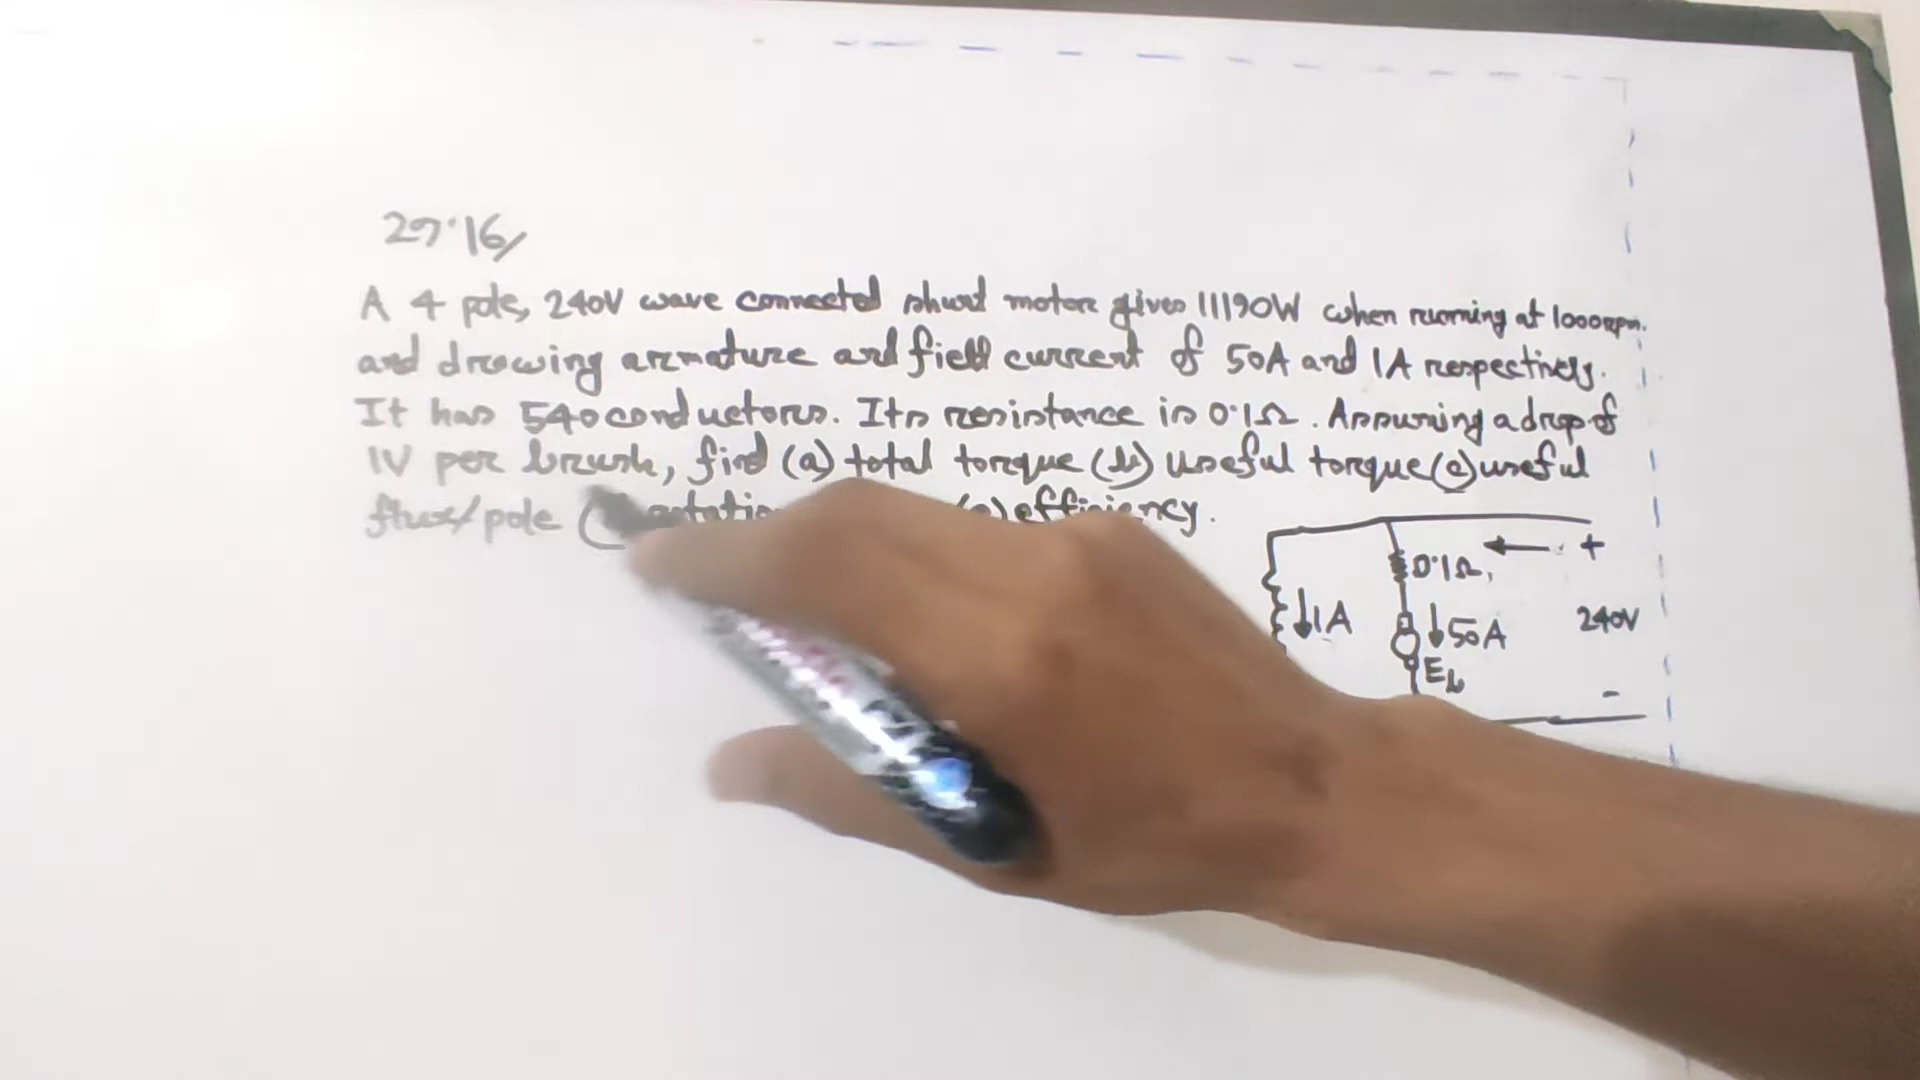 29.16/
A 4 pole, 240V wave connected shunt motor gives 11190W when running at 1000rpm.
and drawing armature and field current of 50A and 1A respectively.
It has 540 conductors. Its resistance is 0.1Ω. Assuming a drop of
1V per brush, find (a) total torque (b) useful torque (c) useful
flux/pole ( efficiency.
0.1Ω,
+
1A
50A
240V
Eb
-